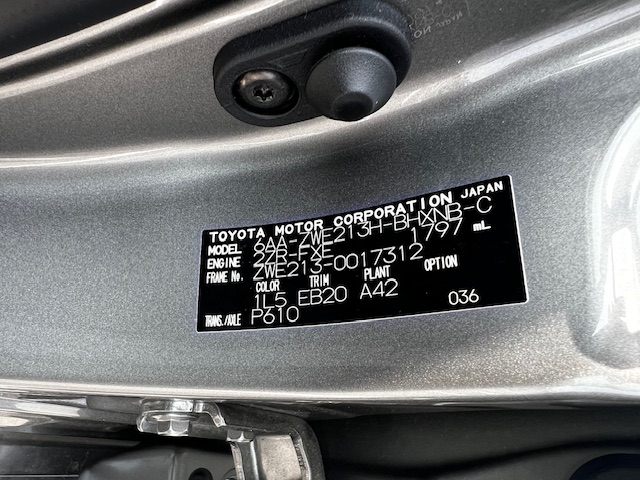 TOYOTA MOTOR CORPORATION JAPAN
MODEL 6AA-ZWE213H-BHXNB-C
ENGINE 2ZR-FXE 1797 mL
FRAME No. ZWE213-0017312
COLOR TRIM PLANT OPTION
1L5 EB20 A42
TRANS./AXLE P610 036